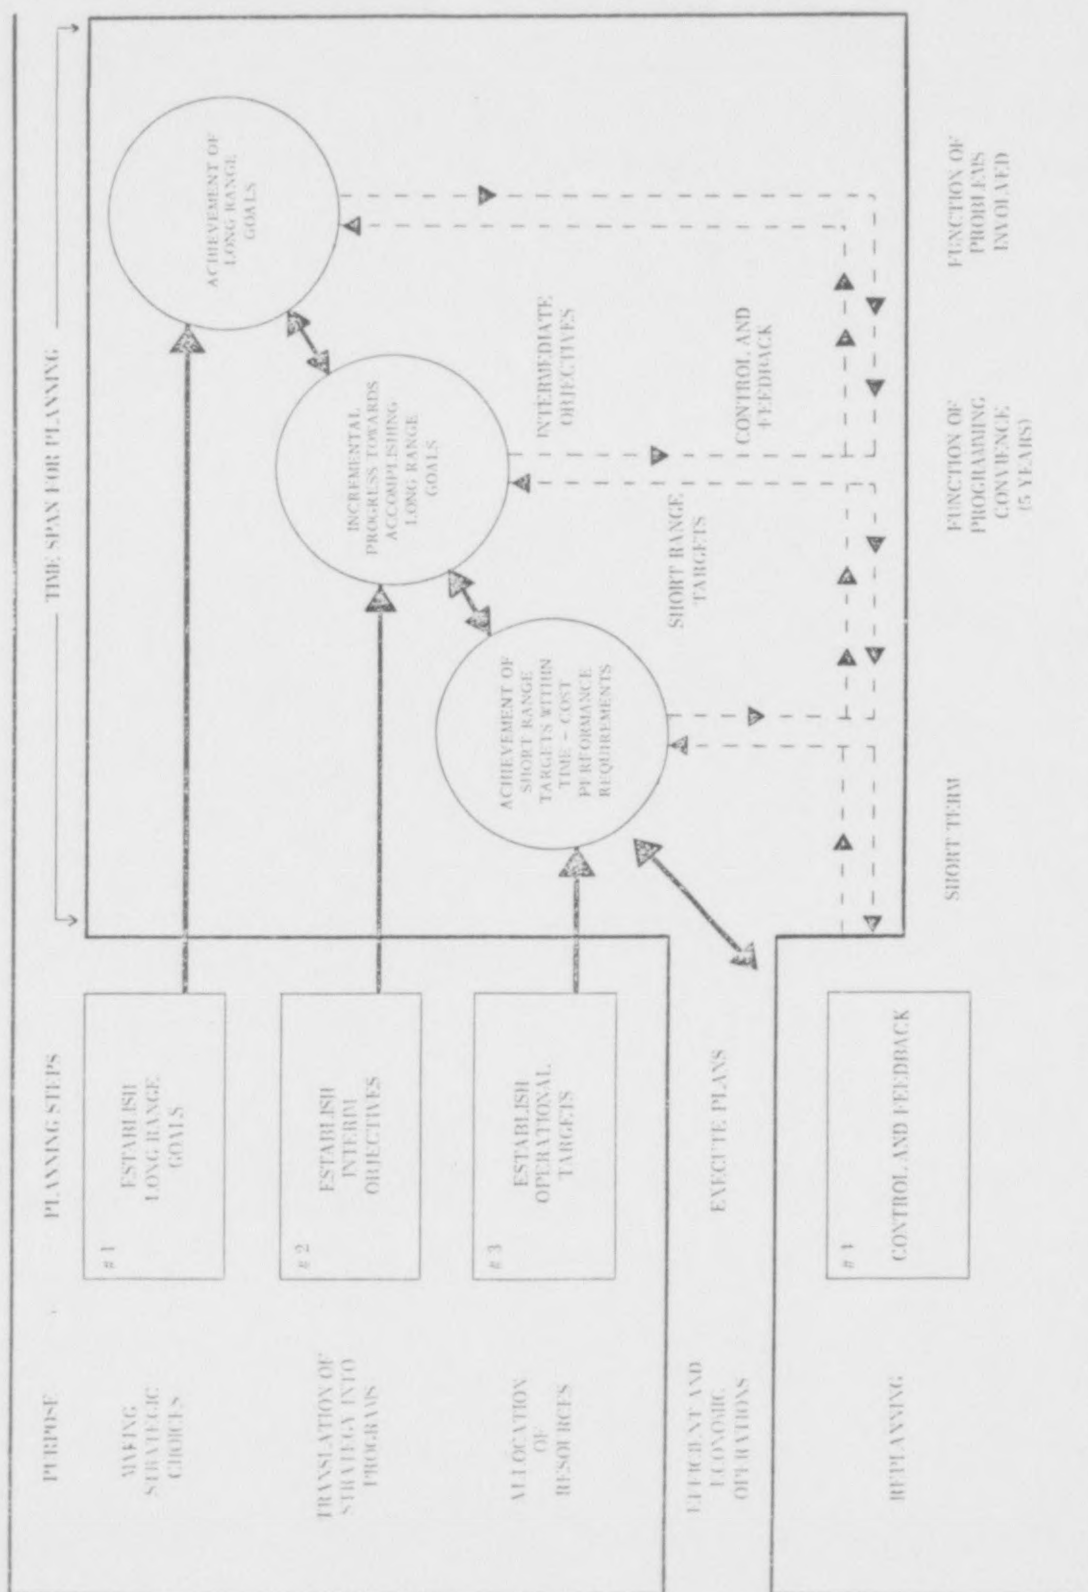 PURPOSE
PLANNING STEPS
TIME SPAN FOR PLANNING
MAKING
STRATEGIC
CHOICES
# 1
ESTABLISH
LONG RANGE
GOALS
ACHIEVEMENT OF
LONG RANGE
GOALS
TRANSLATION OF
STRATEGY INTO
PROGRAMS
# 2
ESTABLISH
INTERIM
OBJECTIVES
INCREMENTAL
PROGRESS TOWARDS
ACCOMPLISHING
LONG RANGE
GOALS
ALLOCATION
OF
RESOURCES
# 3
ESTABLISH
OPERATIONAL
TARGETS
ACHIEVEMENT OF
SHORT RANGE
TARGETS WITHIN
TIME - COST
PERFORMANCE
REQUIREMENTS
INTERMEDIATE
OBJECTIVES
SHORT RANGE
TARGETS
CONTROL AND
FEEDBACK
EFFICIENT AND
ECONOMIC
OPERATIONS
EXECUTE PLANS
REPLANNING
# 4
CONTROL AND FEEDBACK
SHORT TERM
FUNCTION OF
PROGRAMMING
CONVIENCE
(5 YEARS)
FUNCTION OF
PROBLEMS
INVOLVED